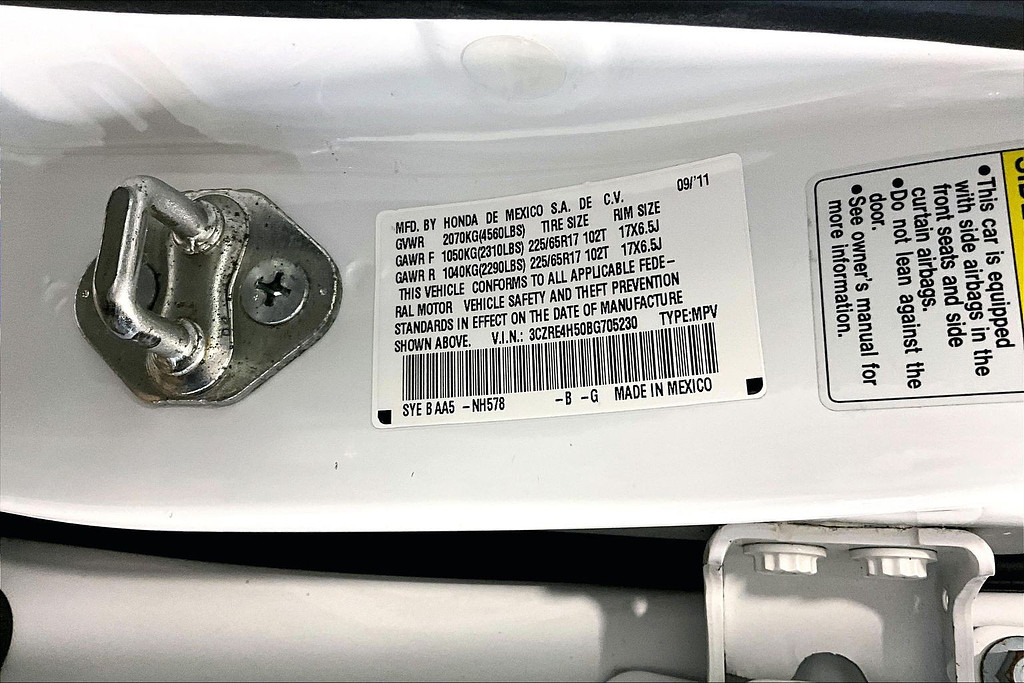 MFD. BY HONDA DE MEXICO S.A. DE C.V. 09/'11
GVWR 2070KG(4560LBS) TIRE SIZE RIM SIZE
GAWR F 1050KG(2310LBS) 225/65R17 102T 17X6.5J
GAWR R 1040KG(2290LBS) 225/65R17 102T 17X6.5J
THIS VEHICLE CONFORMS TO ALL APPLICABLE FEDE-
RAL MOTOR VEHICLE SAFETY AND THEFT PREVENTION
STANDARDS IN EFFECT ON THE DATE OF MANUFACTURE
SHOWN ABOVE. V.I.N.: 3CZRE4H50BG705230 TYPE:MPV
SYE B AA5 -NH578 -B -G MADE IN MEXICO
•This car is equipped
with side airbags in the
front seats and side
curtain airbags.
•Do not lean against the
door.
•See owner's manual for
more information.